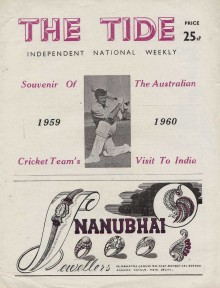 THE TIDE
PRICE
25nP
INDEPENDENT NATIONAL WEEKLY
Souvenir Of The Australian
1959 1960
Cricket Team's Visit To India
NANUBHAI
Jewellers